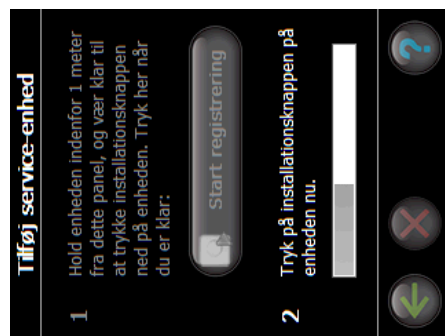 Tilføj service-enhed
1
Hold enheden indenfor 1 meter
fra dette panel, og vær klar til
at trykke installationsknappen
ned på enheden. Tryk her når
du er klar:
Start registrering
2
Tryk på installationsknappen på
enheden nu.
?